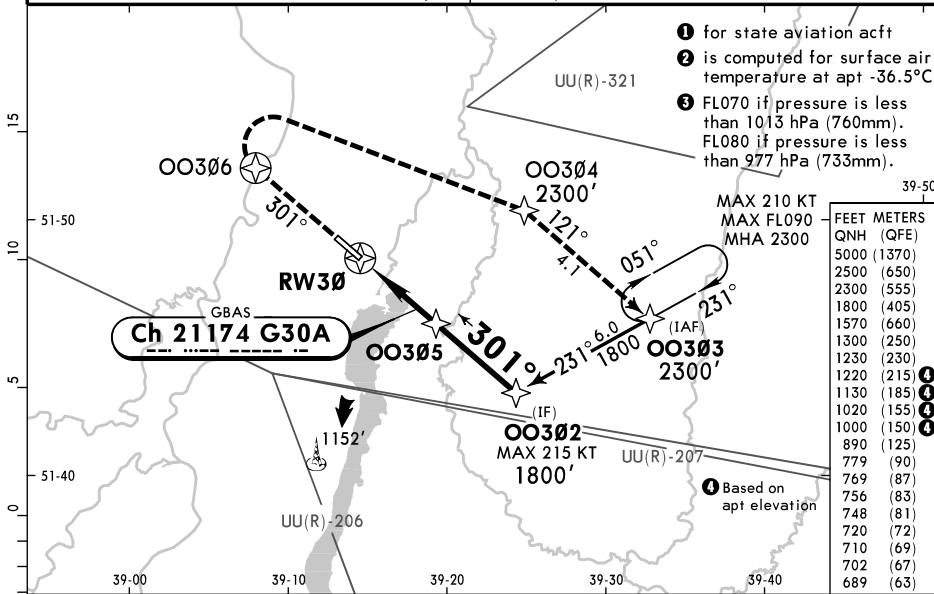 ❶ for state aviation acft
❷ is computed for surface air
temperature at apt -36.5°C
❸ FL070 if pressure is less
than 1013 hPa (760mm).
FL080 if pressure is less
than 977 hPa (733mm).
UU(R)-321
15
OO3Ø6
301°
OO3Ø4
2300'
121°
4.1
MAX 210 KT
MAX FL090
MHA 2300
39-50
51-50
10
RW3Ø
051°
231°
(IAF)
OO3Ø3
2300'
GBAS
Ch 21174 G30A
OO3Ø5
301°
231°
6.0
1800
5
(IF)
OO3Ø2
MAX 215 KT
1800'
1152'
UU(R)-207
51-40
❹ Based on
apt elevation
0
UU(R)-206
39-00
39-10
39-20
39-30
39-40
FEET METERS
QNH (QFE)
5000 (1370)
2500 (650)
2300 (555)
1800 (405)
1570 (660)
1300 (250)
1230 (230)
1220 (215) ❹
1130 (185) ❹
1020 (155) ❹
1000 (150) ❹
890 (125)
779 (90)
769 (87)
756 (83)
748 (81)
720 (72)
710 (69)
702 (67)
689 (63)